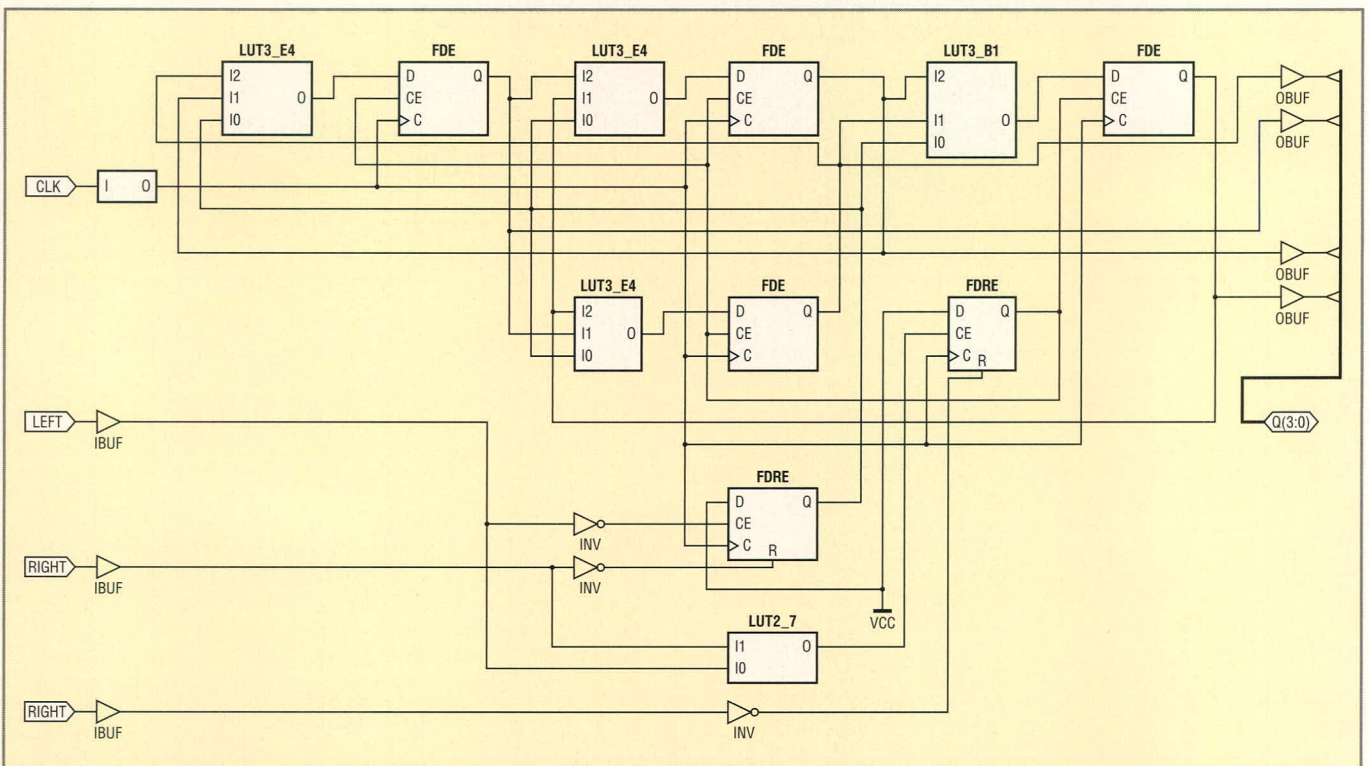 LUT3_E4 FDE LUT3_E4 FDE LUT3_B1 FDE
I2 D Q I2 D Q I2 D Q
I1 O CE I1 O CE CE OBUF
I0 C I0 C I1 O C
OBUF
I0
CLK I O
OBUF
LUT3_E4 FDE FDRE
I2 D Q D Q OBUF
I1 O CE CE
I0 C C R
LEFT Q(3:0)
IBUF
FDRE
D Q
CE
INV
C R
RIGHT
IBUF INV
VCC
LUT2_7
I1 O
I0
RIGHT
IBUF INV